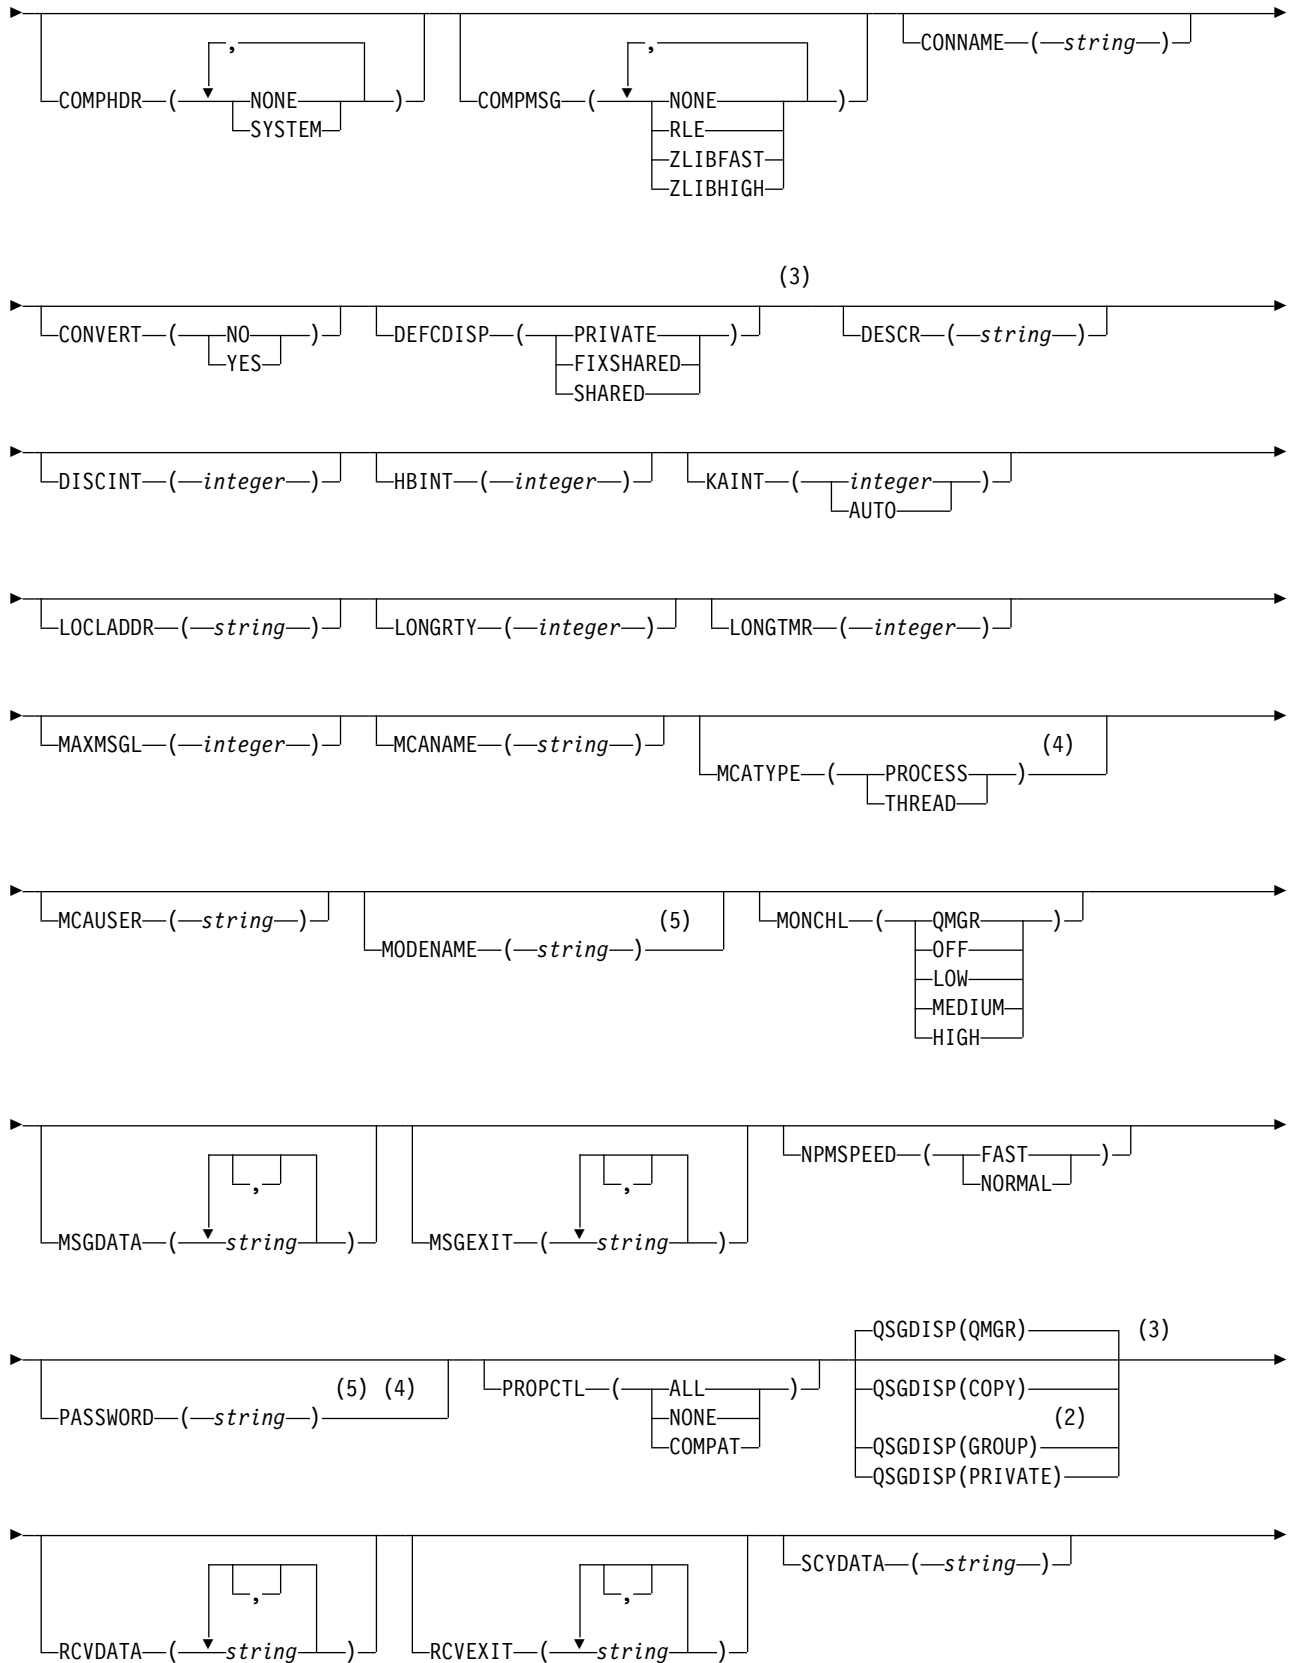 CONNAME ( string )
, ,
COMPHDR ( NONE ) COMPMSG ( NONE )
SYSTEM RLE
ZLIBFAST
ZLIBHIGH
(3)
CONVERT ( NO ) DEFCDISP ( PRIVATE ) DESCR ( string )
YES FIXSHARED
SHARED
DISCINT ( integer ) HBINT ( integer ) KAINT ( integer )
AUTO
LOCLADDR ( string ) LONGRTY ( integer ) LONGTMR ( integer )
MAXMSGL ( integer ) MCANAME ( string ) (4)
MCATYPE ( PROCESS )
THREAD
MCAUSER ( string ) (5) MONCHL ( QMGR )
MODENAME ( string ) OFF
LOW
MEDIUM
HIGH
NPMSPEED ( FAST )
, , NORMAL
MSGDATA ( string ) MSGEXIT ( string )
QSGDISP(QMGR) (3)
(5) (4) PROPCTL ( ALL ) QSGDISP(COPY)
PASSWORD ( string ) NONE (2)
COMPAT QSGDISP(GROUP)
QSGDISP(PRIVATE)
SCYDATA ( string )
, ,
RCVDATA ( string ) RCVEXIT ( string )